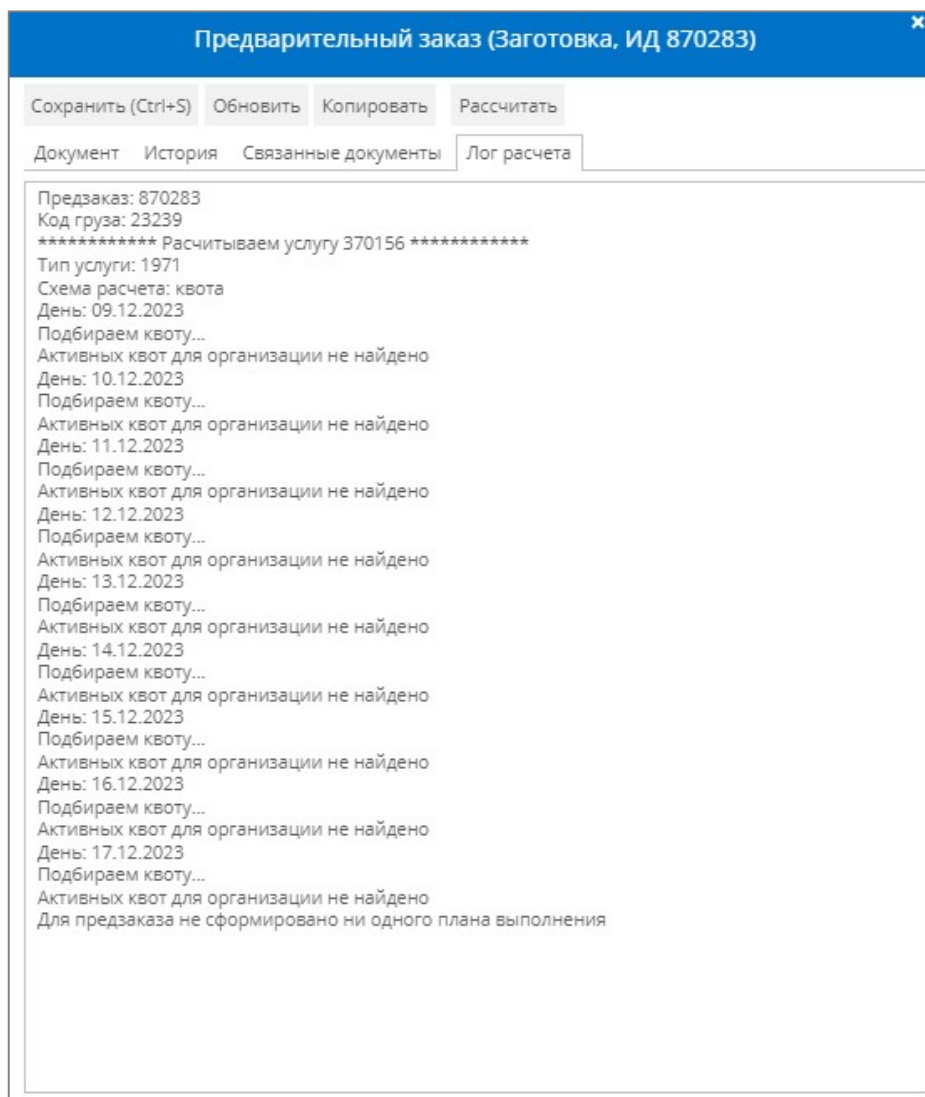 Предварительный заказ (Заготовка, ИД 870283)
Сохранить (Ctrl+S) Обновить Копировать Рассчитать
Документ История Связанные документы Лог расчета
Предзаказ: 870283
Код груза: 23239
************ Расчитываем услугу 370156 ************
Тип услуги: 1971
Схема расчета: квота
День: 09.12.2023
Подбираем квоту...
Активных квот для организации не найдено
День: 10.12.2023
Подбираем квоту...
Активных квот для организации не найдено
День: 11.12.2023
Подбираем квоту...
Активных квот для организации не найдено
День: 12.12.2023
Подбираем квоту...
Активных квот для организации не найдено
День: 13.12.2023
Подбираем квоту...
Активных квот для организации не найдено
День: 14.12.2023
Подбираем квоту...
Активных квот для организации не найдено
День: 15.12.2023
Подбираем квоту...
Активных квот для организации не найдено
День: 16.12.2023
Подбираем квоту...
Активных квот для организации не найдено
День: 17.12.2023
Подбираем квоту...
Активных квот для организации не найдено
Для предзаказа не сформировано ни одного плана выполнения